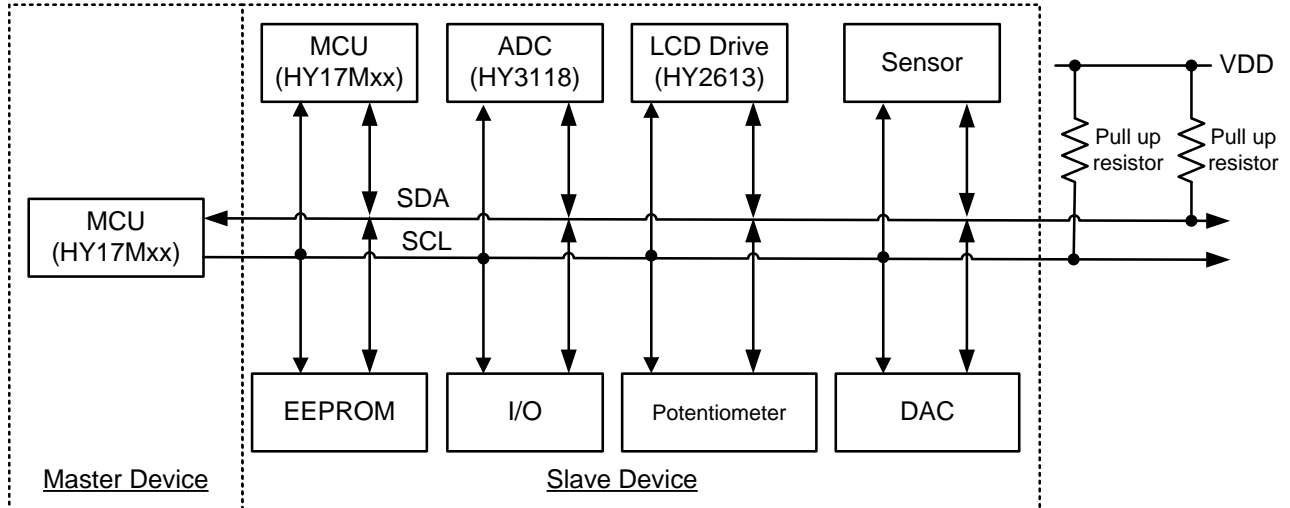 MCU
(HY17Mxx)
ADC
(HY3118)
LCD Drive
(HY2613)
Sensor
VDD
Pull up
resistor
Pull up
resistor
SDA
MCU
(HY17Mxx)
SCL
EEPROM
I/O
Potentiometer
DAC
Master Device
Slave Device